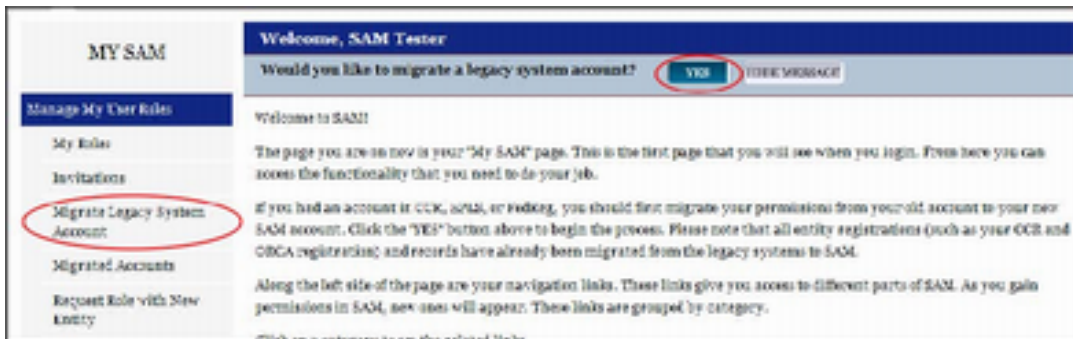 MY SAM
Manage My User Roles
My Roles
Invitations
Migrate Legacy System
Account
Migrated Accounts
Request Role with New
Entity
Welcome, SAM Tester
Would you like to migrate a legacy system account? YES HIDE MESSAGE
Welcome to SAM!
The page you are on now is your "My SAM" page. This is the first page that you will see when you login. From here you can
access the functionality that you need to do your job.
If you had an account in CCR, EPLS, or FedReg, you should first migrate your permissions from your old account to your new
SAM account. Click the "YES" button above to begin the process. Please note that all entity registrations (such as your CCR and
ORCA registration) and records have already been migrated from the legacy systems to SAM.
Along the left side of the page are your navigation links. These links give you access to different parts of SAM. As you gain
permissions in SAM, new ones will appear. These links are grouped by category.